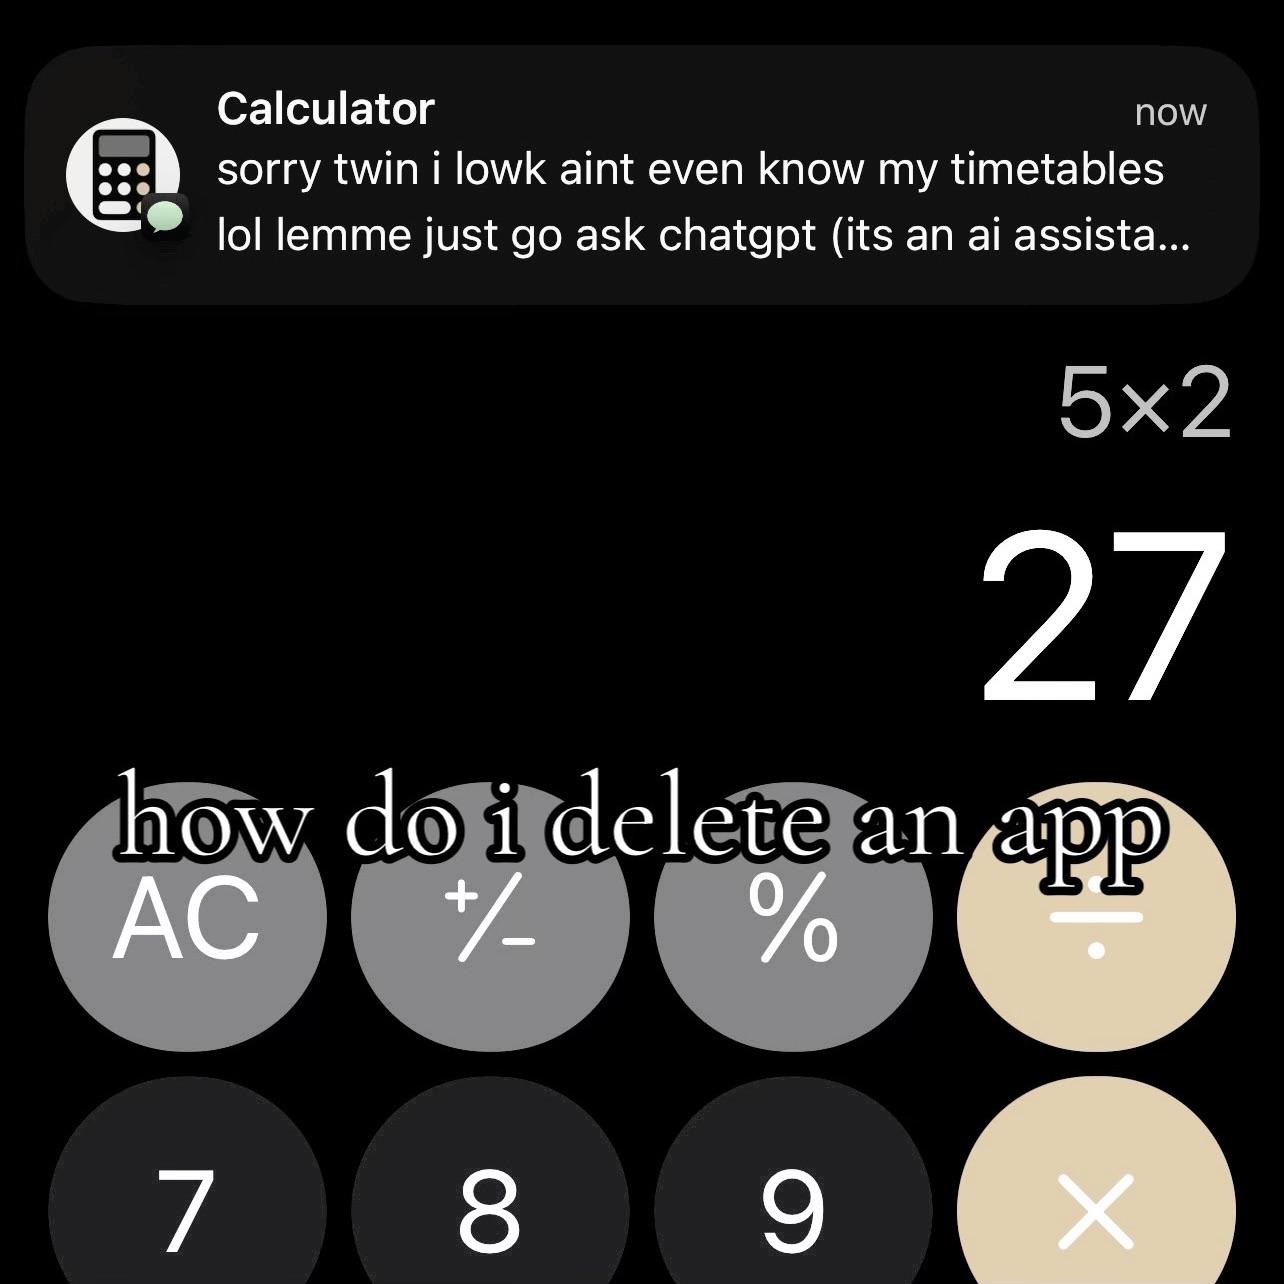 Calculator
now
sorry twin i lowk aint even know my timetables
lol lemme just go ask chatgpt (its an ai assista...
5×2
27
how do i delete an app
AC
+/−
%
÷
7
8
9
×